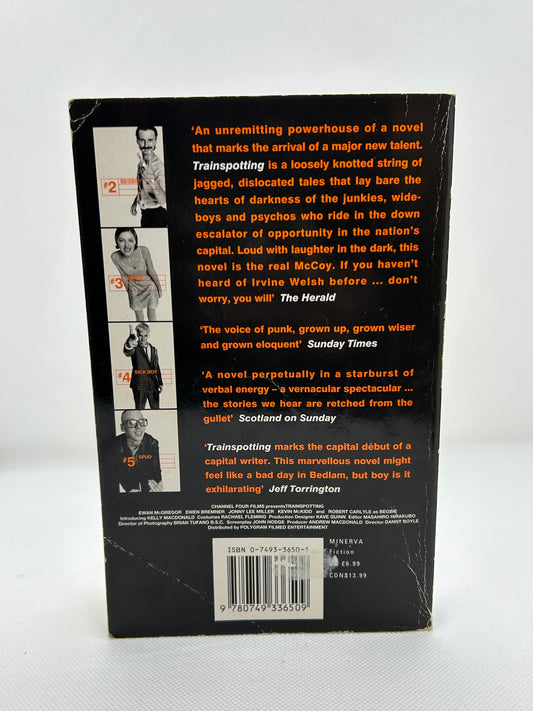 ‘An unremitting powerhouse of a novel
that marks the arrival of a major new talent.
Trainspotting is a loosely knotted string of
jagged, dislocated tales that lay bare the
hearts of darkness of the junkies, wide-
boys and psychos who ride in the down
escalator of opportunity in the nation's
capital. Loud with laughter in the dark, this
novel is the real McCoy. If you haven't
heard of Irvine Welsh before ... don't
worry, you will’ The Herald
‘The voice of punk, grown up, grown wiser
and grown eloquent’ Sunday Times
‘A novel perpetually in a starburst of
verbal energy – a vernacular spectacular ...
the stories we hear are retched from the
gullet’ Scotland on Sunday
‘Trainspotting marks the capital début of a
capital writer. This marvellous novel might
feel like a bad day in Bedlam, but boy is it
exhilarating’ Jeff Torrington
#2 BEGBIE
#3
#4 SICK BOY
#5 SPUD
CHANNEL FOUR FILMS presents TRAINSPOTTING
EWAN McGREGOR EWEN BREMNER JONNY LEE MILLER KEVIN McKIDD and ROBERT CARLYLE as BEGBIE
Introducing KELLY MACDONALD Costumes RACHAEL FLEMING Production Designer KAVE QUINN Editor MASAHIRO HIRAKUBO
Director of Photography BRIAN TUFANO B.S.C. Screenplay JOHN HODGE Producer ANDREW MACDONALD Director DANNY BOYLE
Distributed by POLYGRAM FILMED ENTERTAINMENT
ISBN 0-7493-3650-1
9 780749 336509
MINERVA
Fiction
£6.99
CDN$13.99